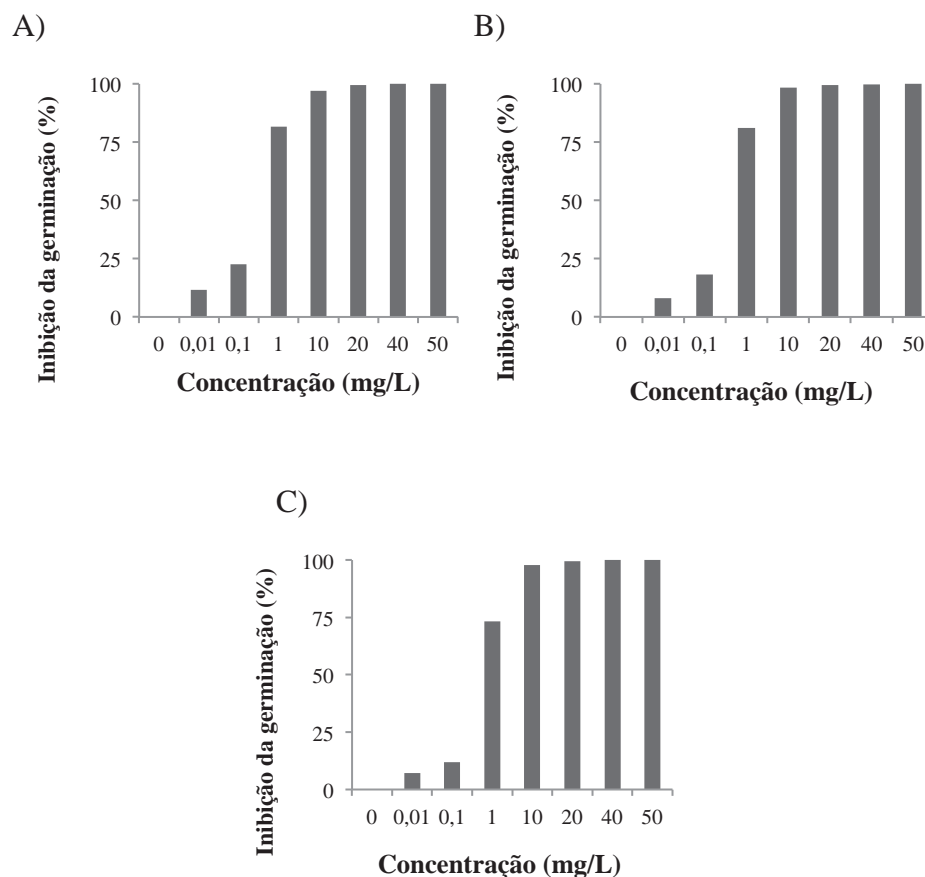 A)
Inibição da germinação (%)
100
75
50
25
0
0 0,01 0,1 1 10 20 40 50
Concentração (mg/L)
B)
Inibição da germinação (%)
100
75
50
25
0
0 0,01 0,1 1 10 20 40 50
Concentração (mg/L)
C)
Inibição da germinação (%)
100
75
50
25
0
0 0,01 0,1 1 10 20 40 50
Concentração (mg/L)